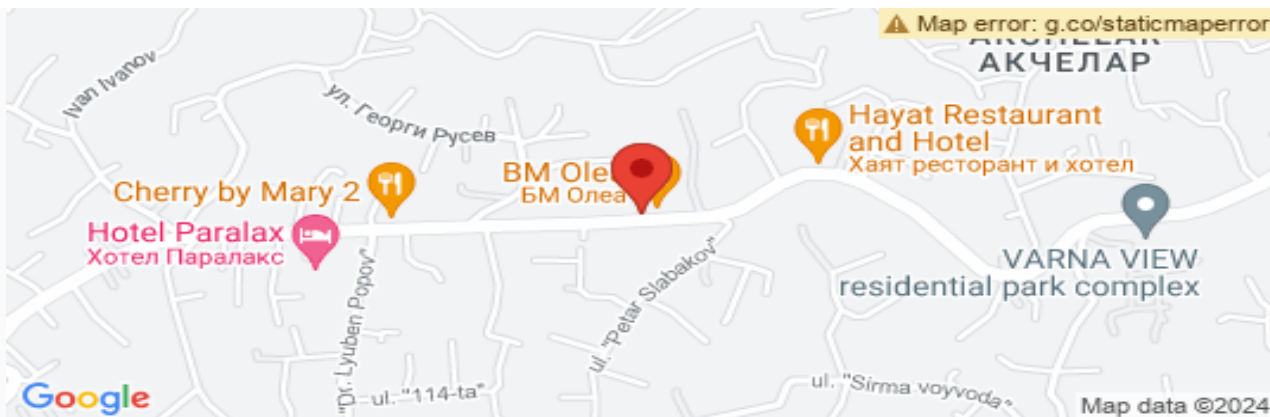 Map error: g.co/staticmaperror
АКЧЕЛАР
Ivan Ivanov
ул. Георги Русев
Hayat Restaurant
and Hotel
Хаят ресторант и хотел
BM Ole
БМ Олеа
Cherry by Mary 2
Hotel Paralax
Хотел Паралакс
VARNA VIEW
residential park complex
"Dr. Lyuben Popov"
ul. "Petar Slabakov"
ul. "114-ta"
ul. "Sirma voyvoda"
Google
Map data ©2024